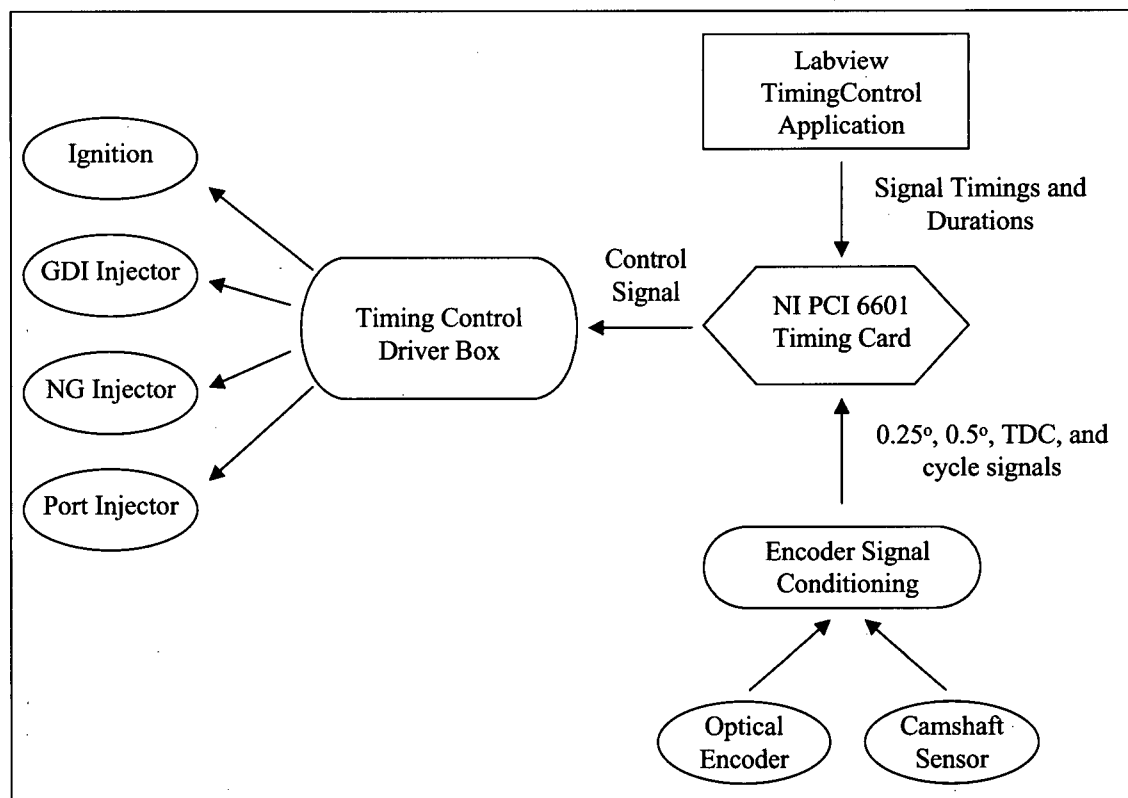 Labview
TimingControl
Application
Ignition
Signal Timings and
Durations
GDI Injector
Control
Signal
Timing Control
Driver Box
NI PCI 6601
Timing Card
NG Injector
0.25°, 0.5°, TDC, and
cycle signals
Port Injector
Encoder Signal
Conditioning
Optical
Encoder
Camshaft
Sensor